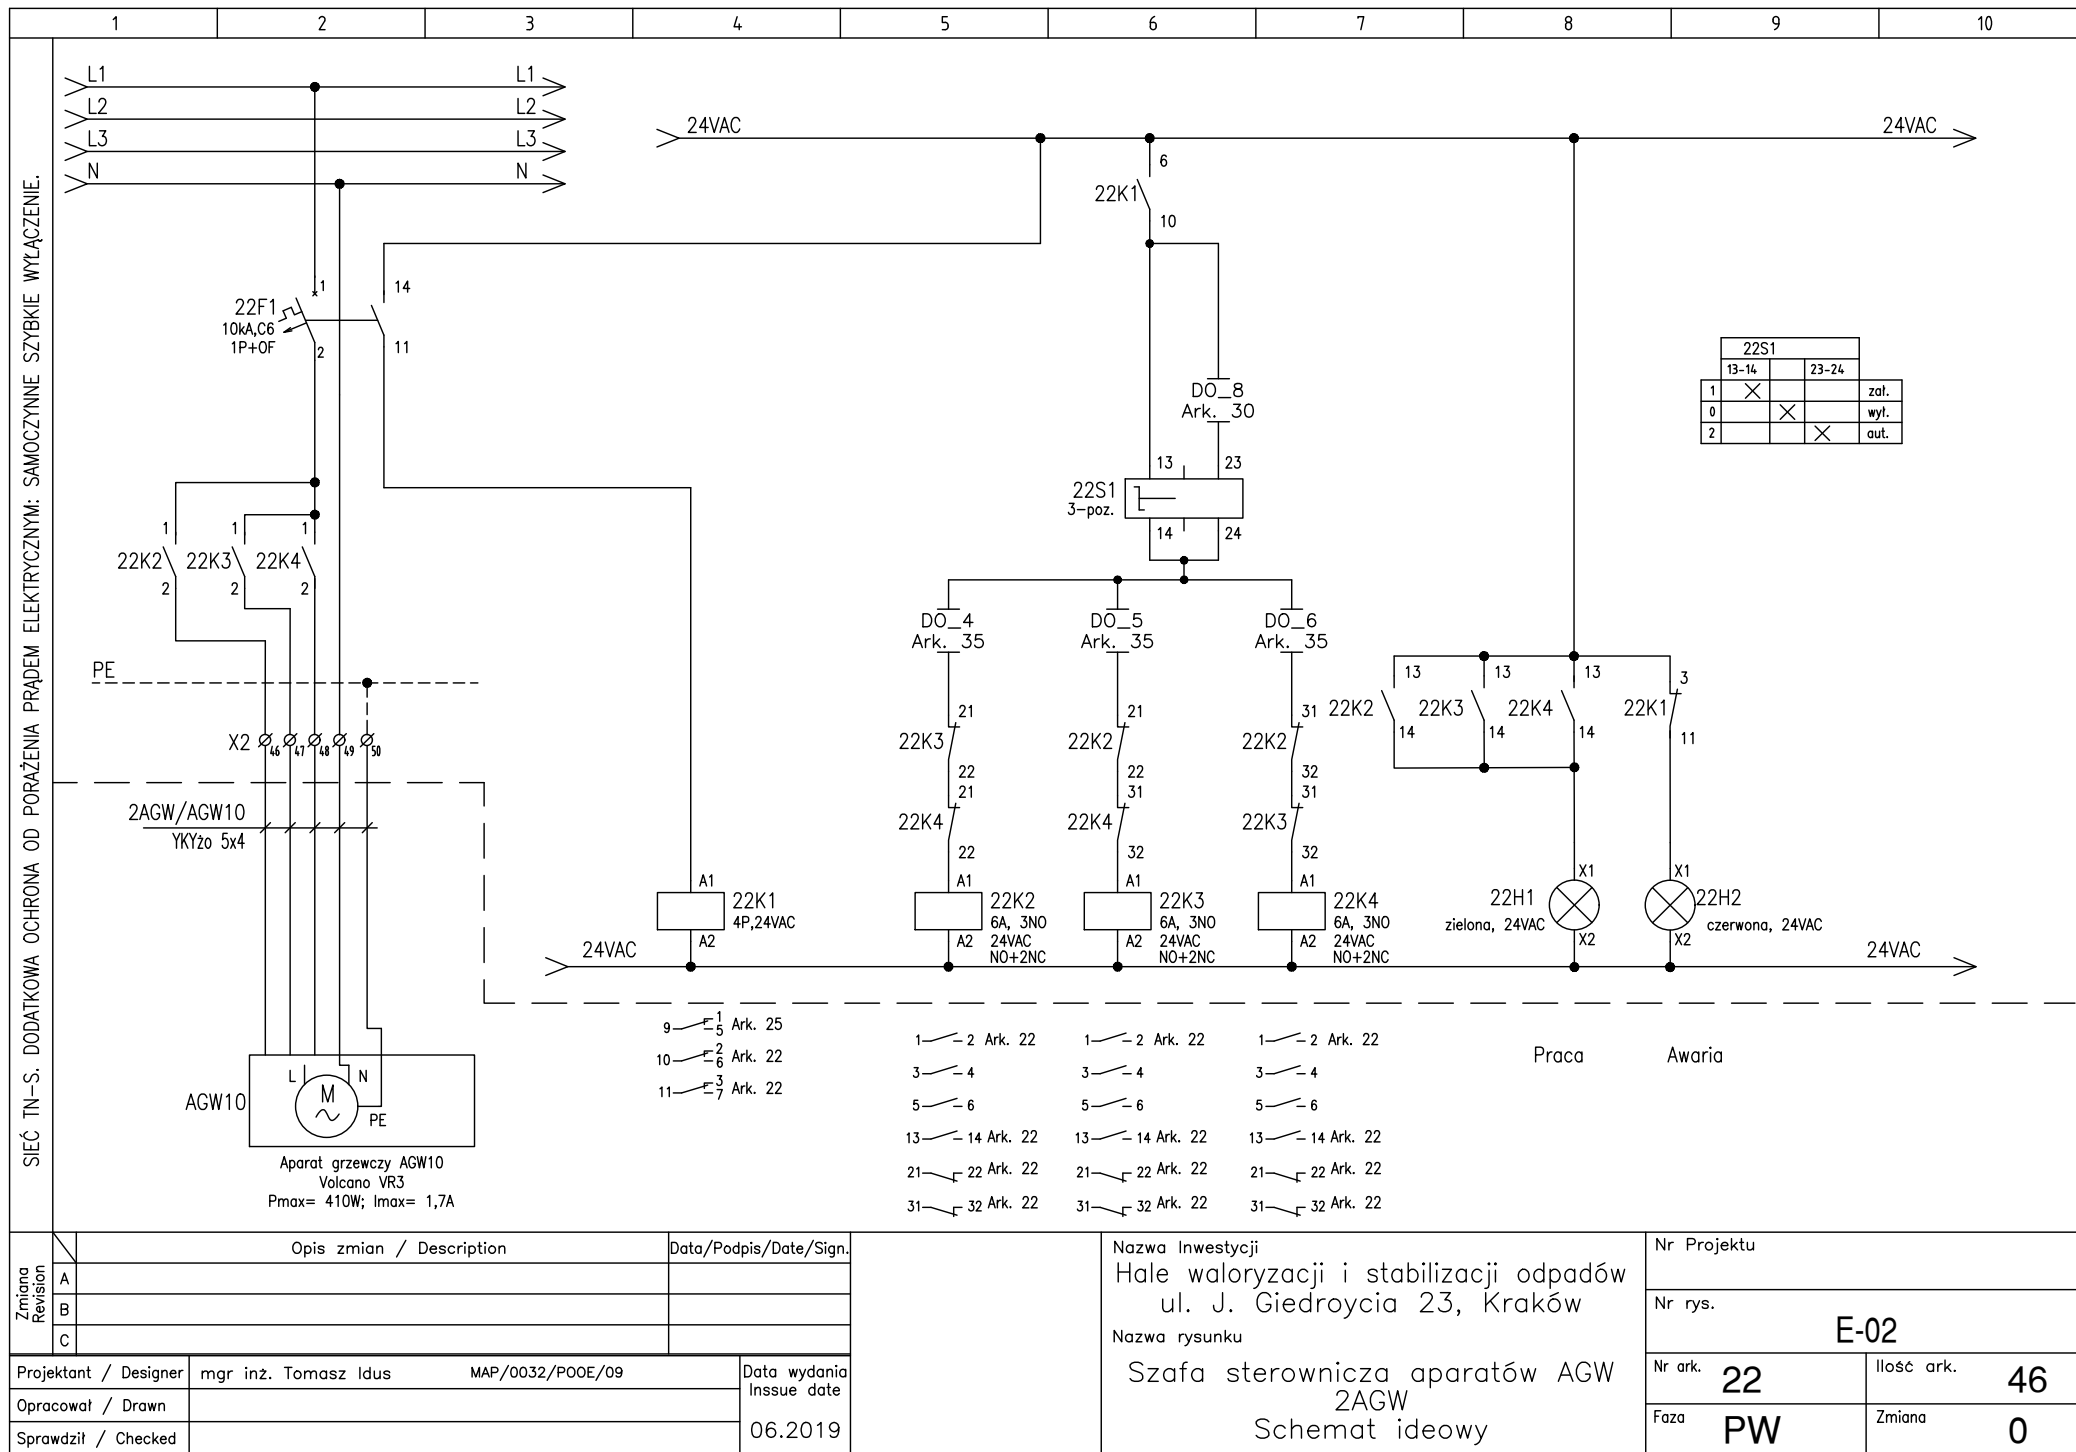 1 2 3 4 5 6 7 8 9 10
SIEĆ TN-S. DODATKOWA OCHRONA OD PORAŻENIA PRĄDEM ELEKTRYCZNYM: SAMOCZYNNE SZYBKIE WYŁĄCZENIE.
L1 L1
L2 L2
L3 L3
N N
24VAC 24VAC
6
22K1
10
1 14
22F1
10kA,C6
1P+OF
2 11
DO_8
Ark. 30
22S1
13-14 23-24
1 zał.
0 wył.
2 aut.
13 23
22S1
3-poz.
14 24
1 1 1
22K2 22K3 22K4
2 2 2
DO_4 DO_5 DO_6
Ark. 35 Ark. 35 Ark. 35
PE
13 13 13 3
22K2 22K3 22K4 22K1
14 14 14 11
21 21 31
22K3 22K2 22K2
22 22 32
21 31 31
22K4 22K4 22K3
22 32 32
X2 46 47 48 49 50
2AGW/AGW10
YKYżo 5x4
A1 A1 A1 A1 X1 X1
22K1 22K2 22K3 22K4 22H1 22H2
4P,24VAC 6A, 3NO 6A, 3NO 6A, 3NO zielona, 24VAC czerwona, 24VAC
A2 A2 24VAC A2 24VAC A2 24VAC X2 X2
NO+2NC NO+2NC NO+2NC
24VAC 24VAC
9 1 5 Ark. 25
10 2 6 Ark. 22
11 3 7 Ark. 22
1 2 Ark. 22 1 2 Ark. 22 1 2 Ark. 22
3 4 3 4 3 4
5 6 5 6 5 6
13 14 Ark. 22 13 14 Ark. 22 13 14 Ark. 22
21 22 Ark. 22 21 22 Ark. 22 21 22 Ark. 22
31 32 Ark. 22 31 32 Ark. 22 31 32 Ark. 22
Praca Awaria
L N
M
AGW10
PE
Aparat grzewczy AGW10
Volcano VR3
Pmax= 410W; Imax= 1,7A
Zmiana
Revision
Opis zmian / Description Data/Podpis/Date/Sign.
A
B
C
Projektant / Designer mgr inż. Tomasz Idus MAP/0032/POOE/09
Opracował / Drawn
Sprawdził / Checked
Data wydania
Inssue date
06.2019
Nazwa Inwestycji
Hale waloryzacji i stabilizacji odpadów
ul. J. Giedroycia 23, Kraków
Nazwa rysunku
Szafa sterownicza aparatów AGW
2AGW
Schemat ideowy
Nr Projektu
Nr rys.
E-02
Nr ark. 22 Ilość ark. 46
Faza PW Zmiana 0